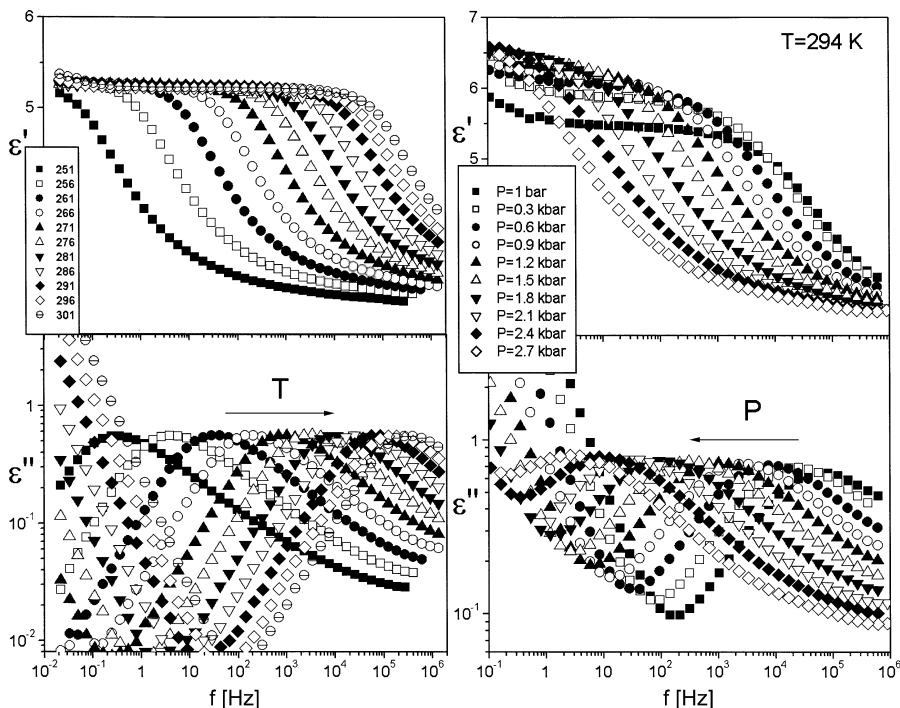 6
5
ε'
251
256
261
266
271
276
281
286
291
296
301
7
6
5
ε'
T=294 K
P=1 bar
P=0.3 kbar
P=0.6 kbar
P=0.9 kbar
P=1.2 kbar
P=1.5 kbar
P=1.8 kbar
P=2.1 kbar
P=2.4 kbar
P=2.7 kbar
1
10⁻¹
10⁻²
ε"
T
10⁻² 10⁻¹ 1 10¹ 10² 10³ 10⁴ 10⁵ 10⁶
f [Hz]
1
10⁻¹
ε"
P
10⁻¹ 1 10¹ 10² 10³ 10⁴ 10⁵ 10⁶
f [Hz]